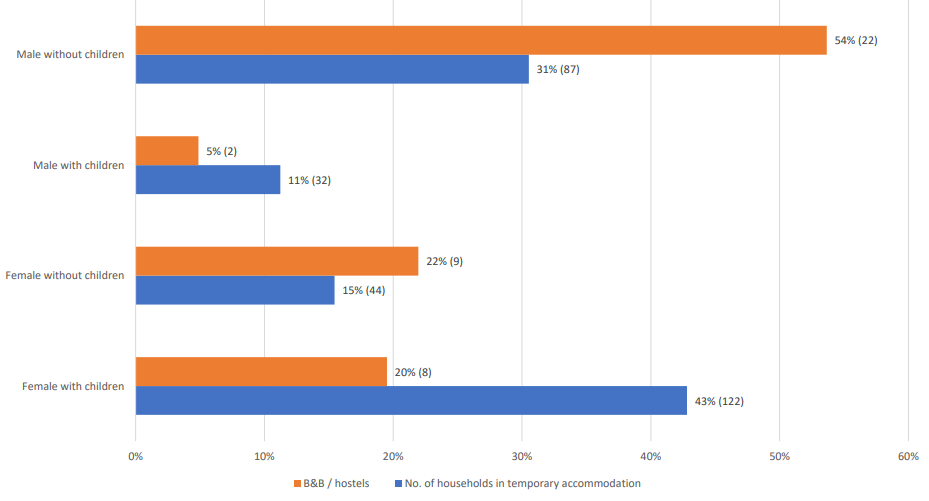 Male without children
54% (22)
31% (87)
Male with children
5% (2)
11% (32)
Female without children
22% (9)
15% (44)
Female with children
20% (8)
43% (122)
0% 10% 20% 30% 40% 50% 60%
B&B / hostels No. of households in temporary accommodation